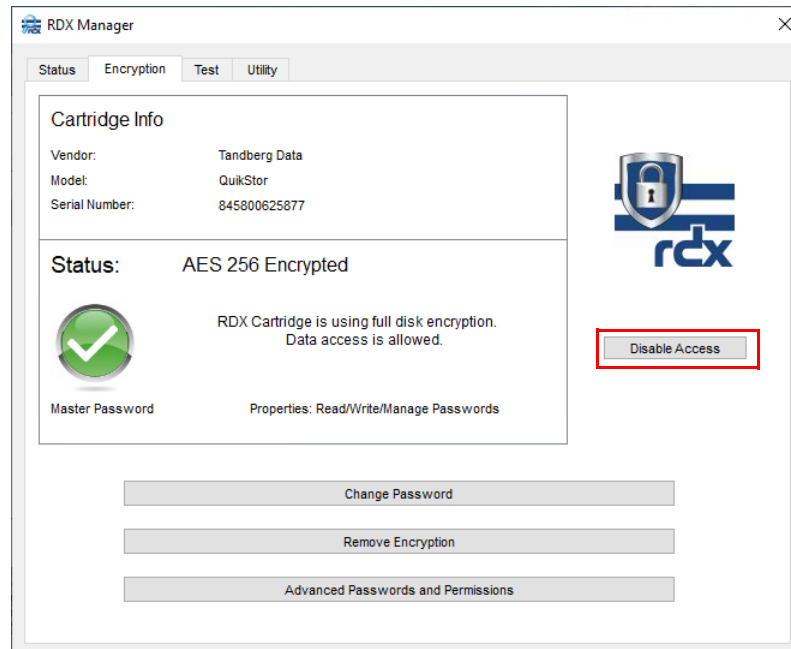 RDX Manager
Status Encryption Test Utility
Cartridge Info
Vendor: Tandberg Data
Model: QuikStor
Serial Number: 845800625877
rdx
Status: AES 256 Encrypted
RDX Cartridge is using full disk encryption.
Data access is allowed.
Disable Access
Master Password Properties: Read/Write/Manage Passwords
Change Password
Remove Encryption
Advanced Passwords and Permissions